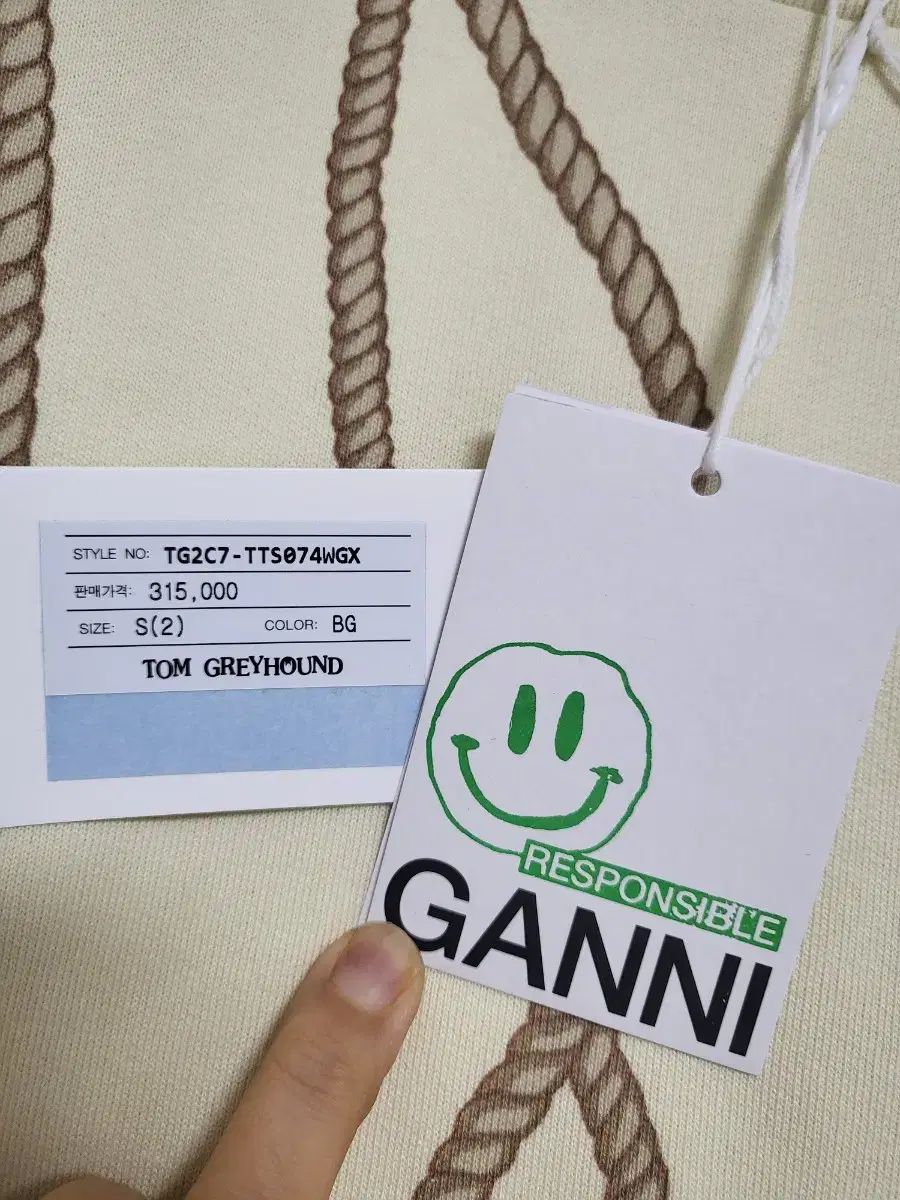 STYLE NO: TG2C7-TTS074WGX
판매가격: 315,000
SIZE: S(2) COLOR: BG
TOM GREYHOUND
RESPONSIBLE
GANNI